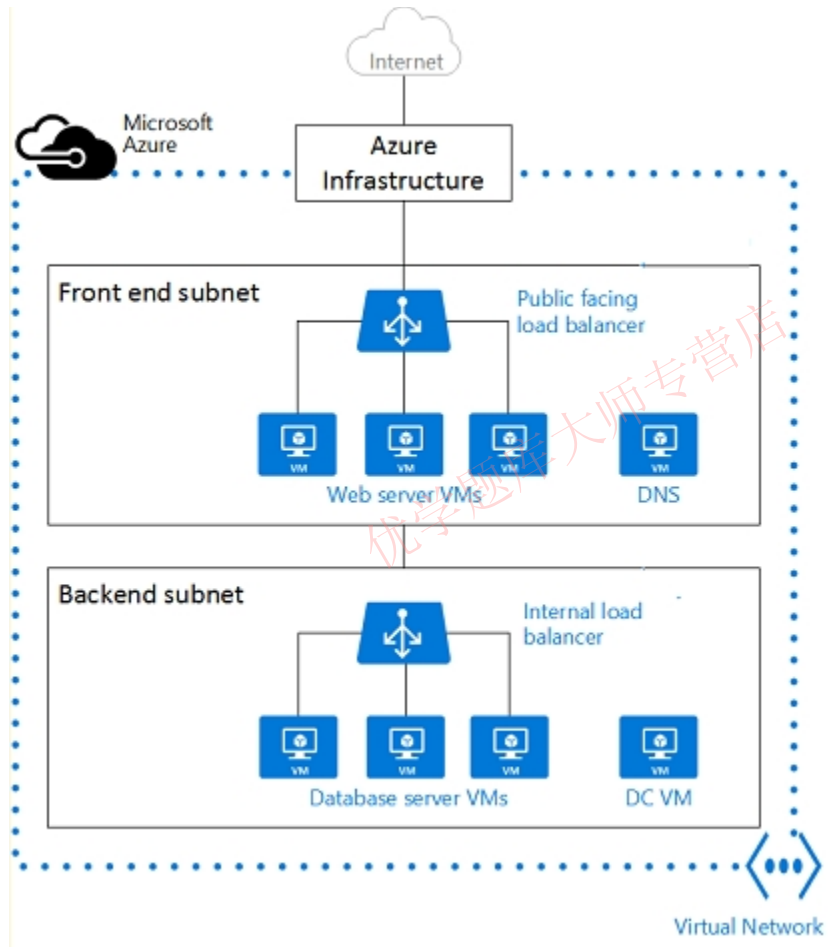 Internet
Microsoft
Azure
Azure
Infrastructure
Front end subnet
Public facing
load balancer
VM
VM
VM
VM
Web server VMs
DNS
优学题库大师专营店
Backend subnet
Internal load
balancer
VM
VM
VM
VM
Database server VMs
DC VM
Virtual Network